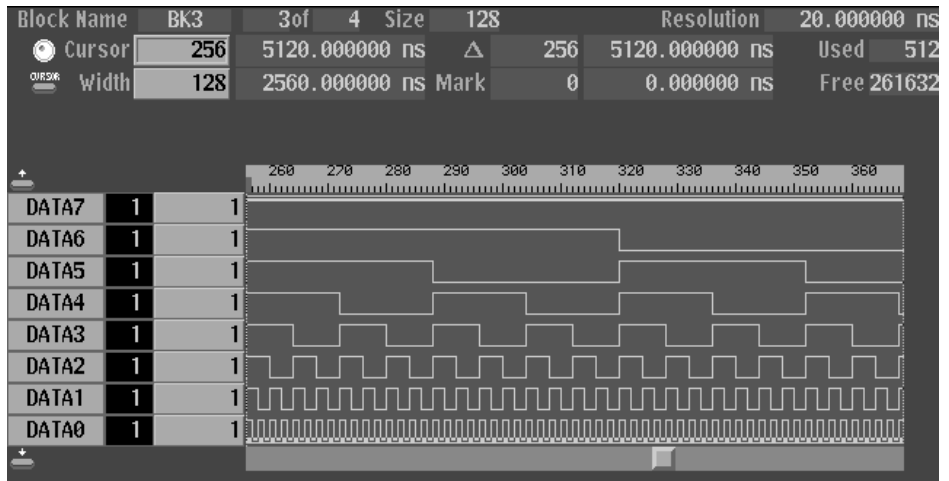 Block Name BK3 3of 4 Size 128 Resolution 20.000000 ns
Cursor 256 5120.000000 ns Δ 256 5120.000000 ns Used 512
CURSOR Width 128 2560.000000 ns Mark 0 0.000000 ns Free 261632
260 270 280 290 300 310 320 330 340 350 360
DATA7 1 1
DATA6 1 1
DATA5 1 1
DATA4 1 1
DATA3 1 1
DATA2 1 1
DATA1 1 1
DATA0 1 1